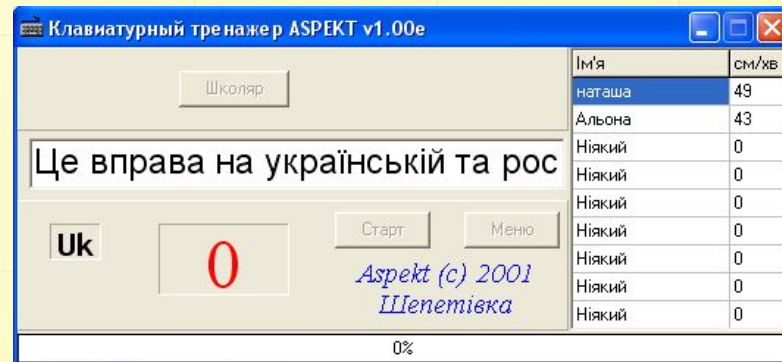 Клавиатурный тренажер ASPEKT v1.00e
Школяр
Це вправа на українській та рос
Uk
0
Старт
Меню
Aspekt (c) 2001
Шепетівка
Ім'я см/хв
наташа 49
Альона 43
Ніякий 0
Ніякий 0
Ніякий 0
Ніякий 0
Ніякий 0
Ніякий 0
Ніякий 0
0%